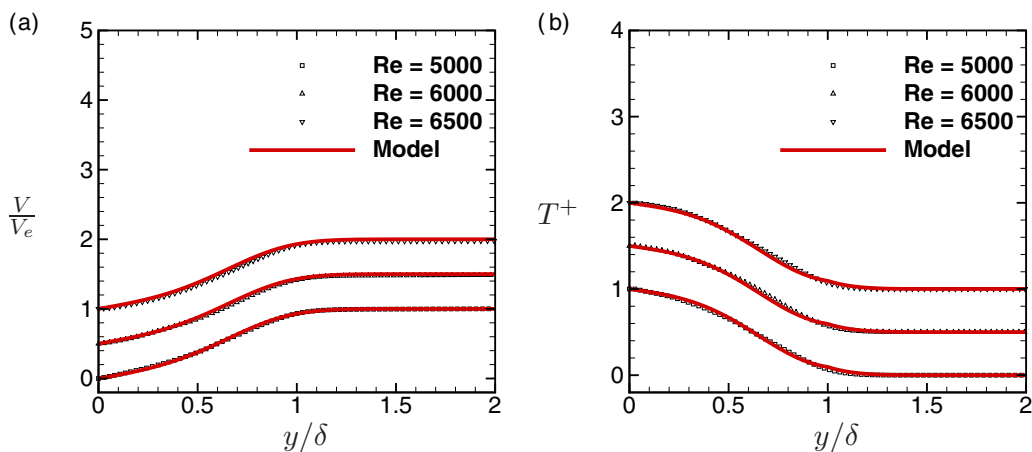 (a)
5
4
3
2
1
0
V
V_e
Re = 5000
Re = 6000
Re = 6500
Model
0 0.5 1 1.5 2
y/δ
(b)
4
3
2
1
0
T^+
Re = 5000
Re = 6000
Re = 6500
Model
0 0.5 1 1.5 2
y/δ